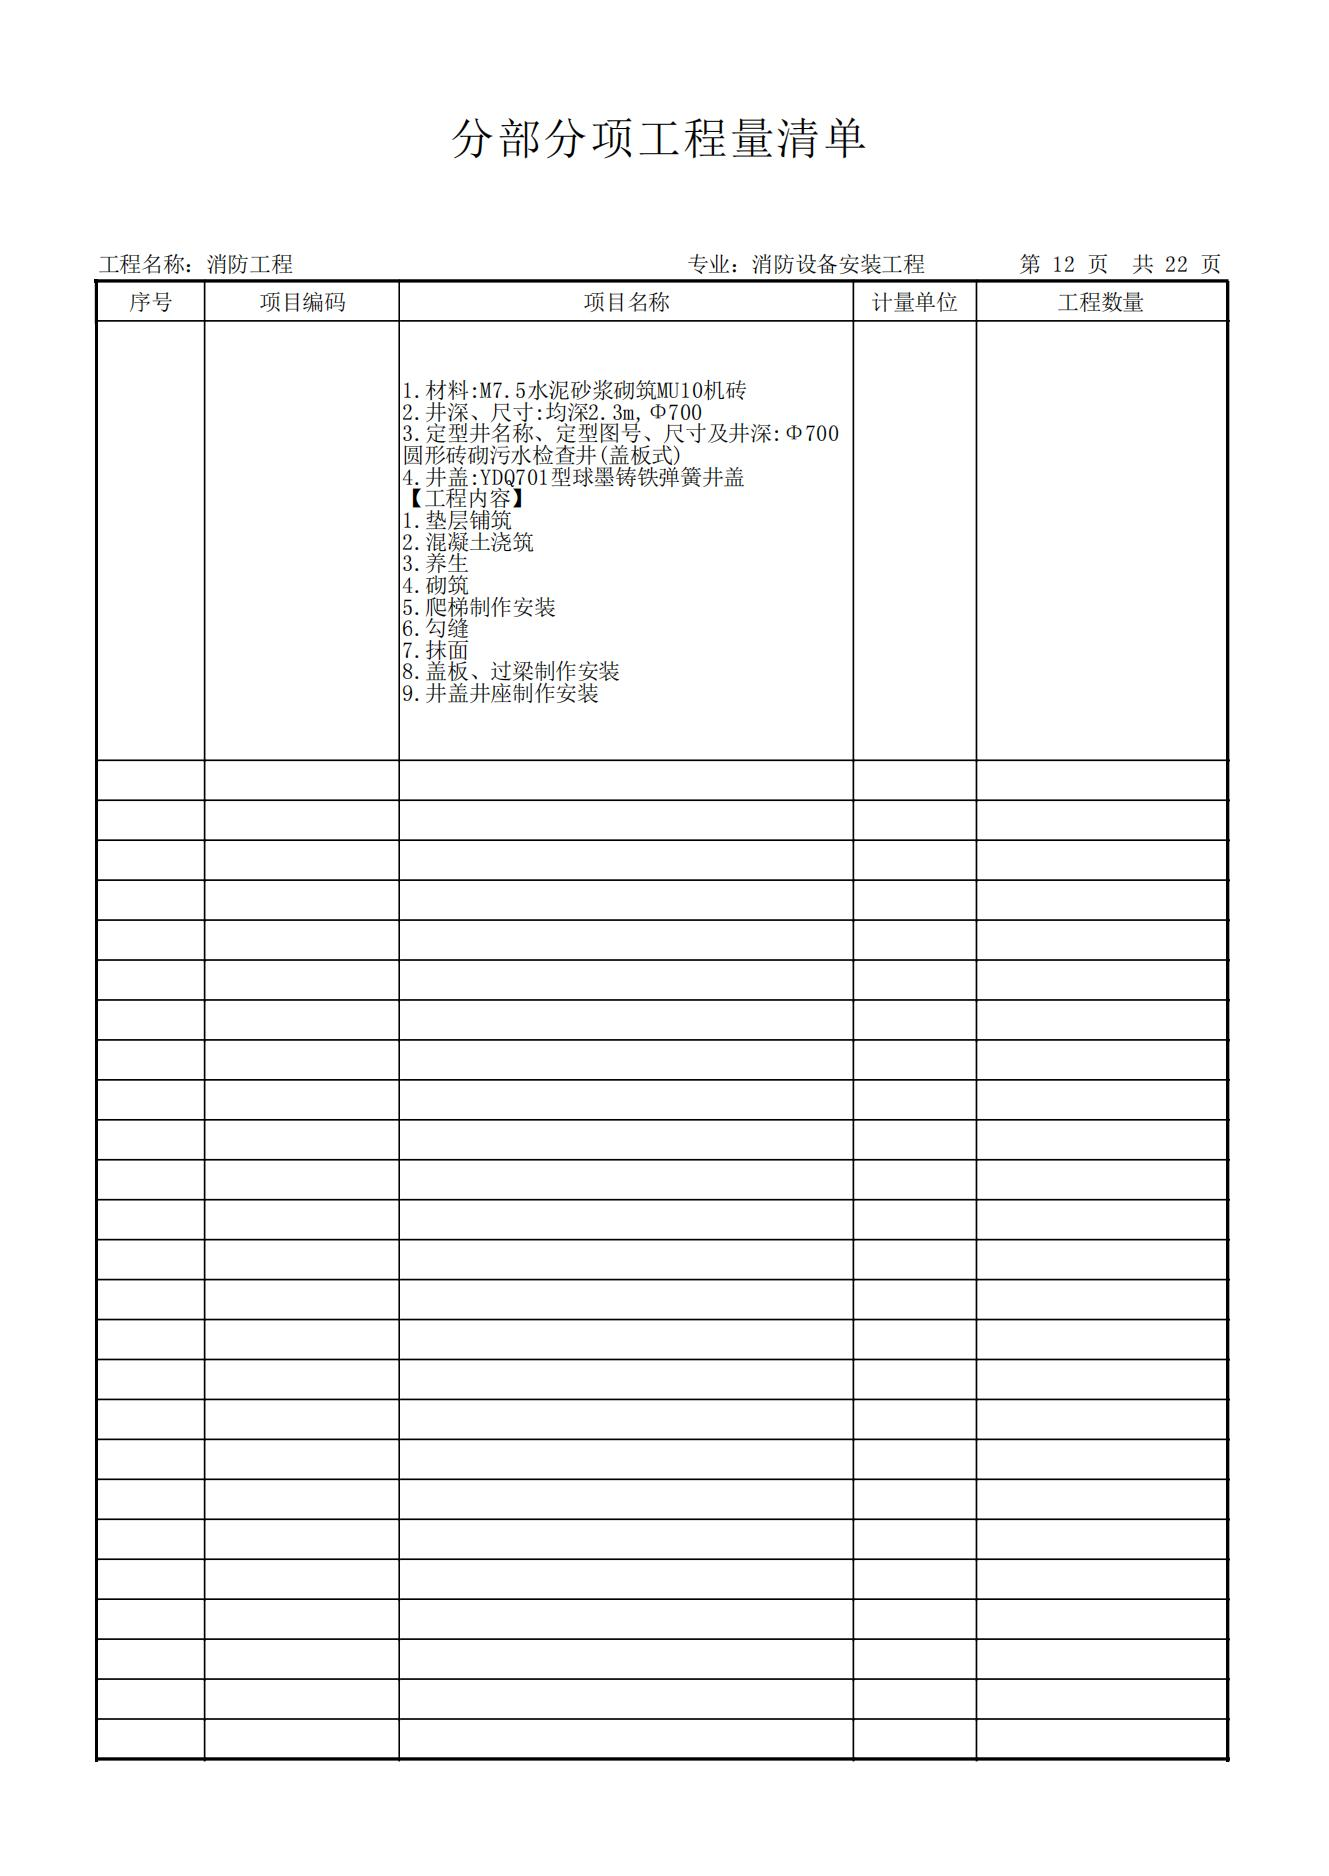 分部分项工程量清单
工程名称：消防工程 专业：消防设备安装工程 第 12 页 共 22 页
序号 项目编码 项目名称 计量单位 工程数量
1.材料:M7.5水泥砂浆砌筑MU10机砖
2.井深、尺寸:均深2.3m,Φ700
3.定型井名称、定型图号、尺寸及井深:Φ700
圆形砖砌污水检查井(盖板式)
4.井盖:YDQ701型球墨铸铁弹簧井盖
【工程内容】
1.垫层铺筑
2.混凝土浇筑
3.养生
4.砌筑
5.爬梯制作安装
6.勾缝
7.抹面
8.盖板、过梁制作安装
9.井盖井座制作安装